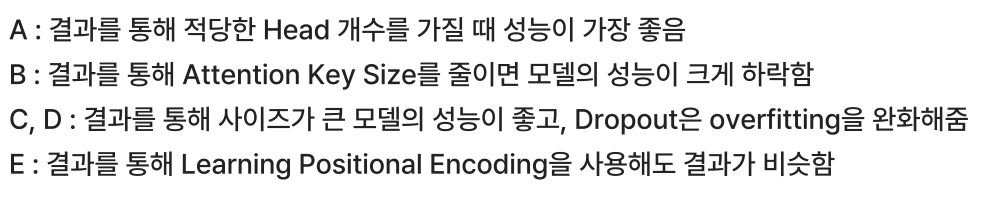 A : 결과를 통해 적당한 Head 개수를 가질 때 성능이 가장 좋음
B : 결과를 통해 Attention Key Size를 줄이면 모델의 성능이 크게 하락함
C, D : 결과를 통해 사이즈가 큰 모델의 성능이 좋고, Dropout은 overfitting을 완화해줌
E : 결과를 통해 Learning Positional Encoding을 사용해도 결과가 비슷함